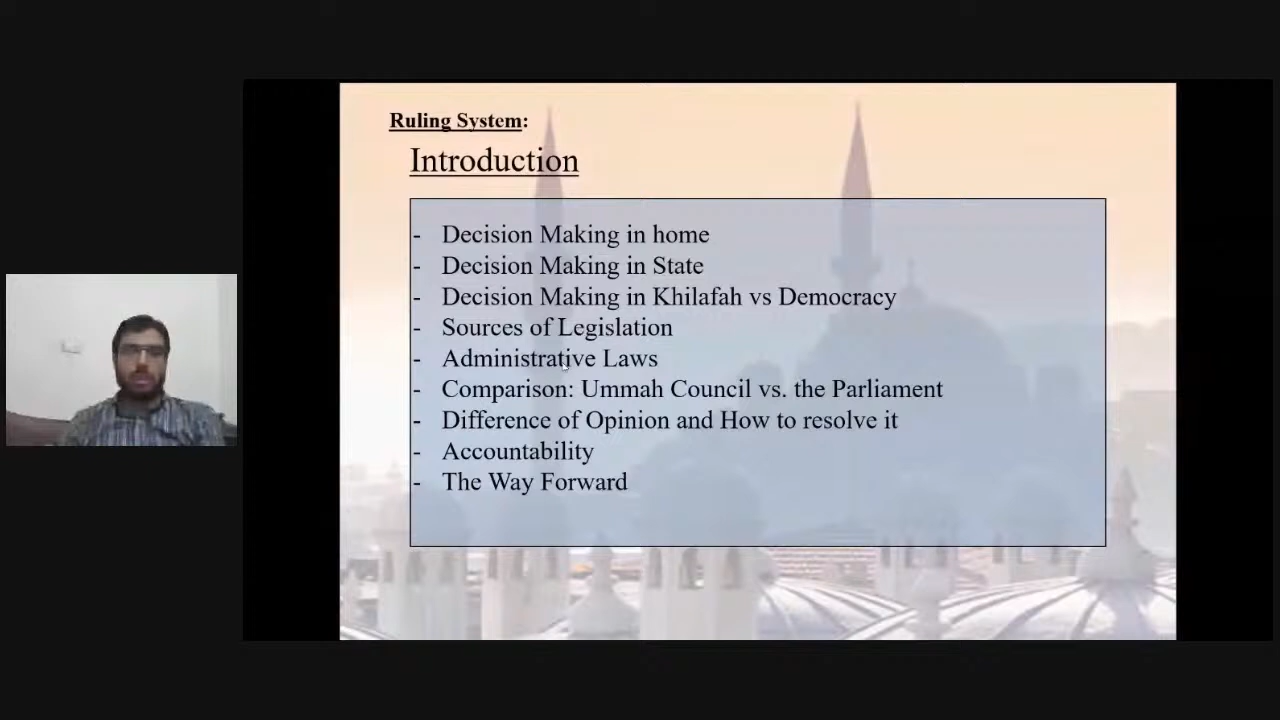 Ruling System:
Introduction
- Decision Making in home
- Decision Making in State
- Decision Making in Khilafah vs Democracy
- Sources of Legislation
- Administrative Laws
- Comparison: Ummah Council vs. the Parliament
- Difference of Opinion and How to resolve it
- Accountability
- The Way Forward